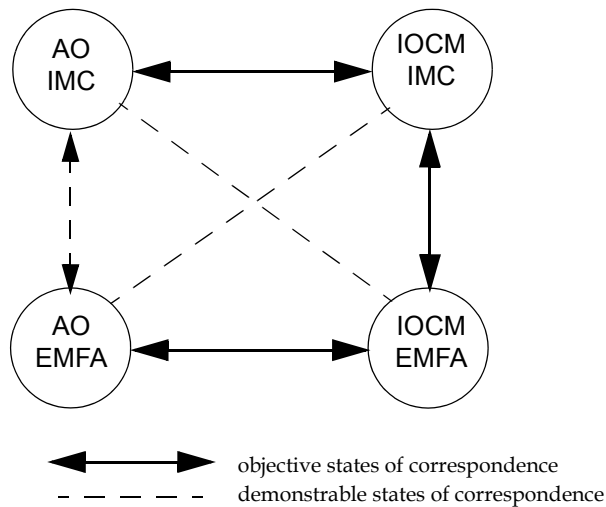 AO
IMC
IOCM
IMC
AO
EMFA
IOCM
EMFA
objective states of correspondence
demonstrable states of correspondence